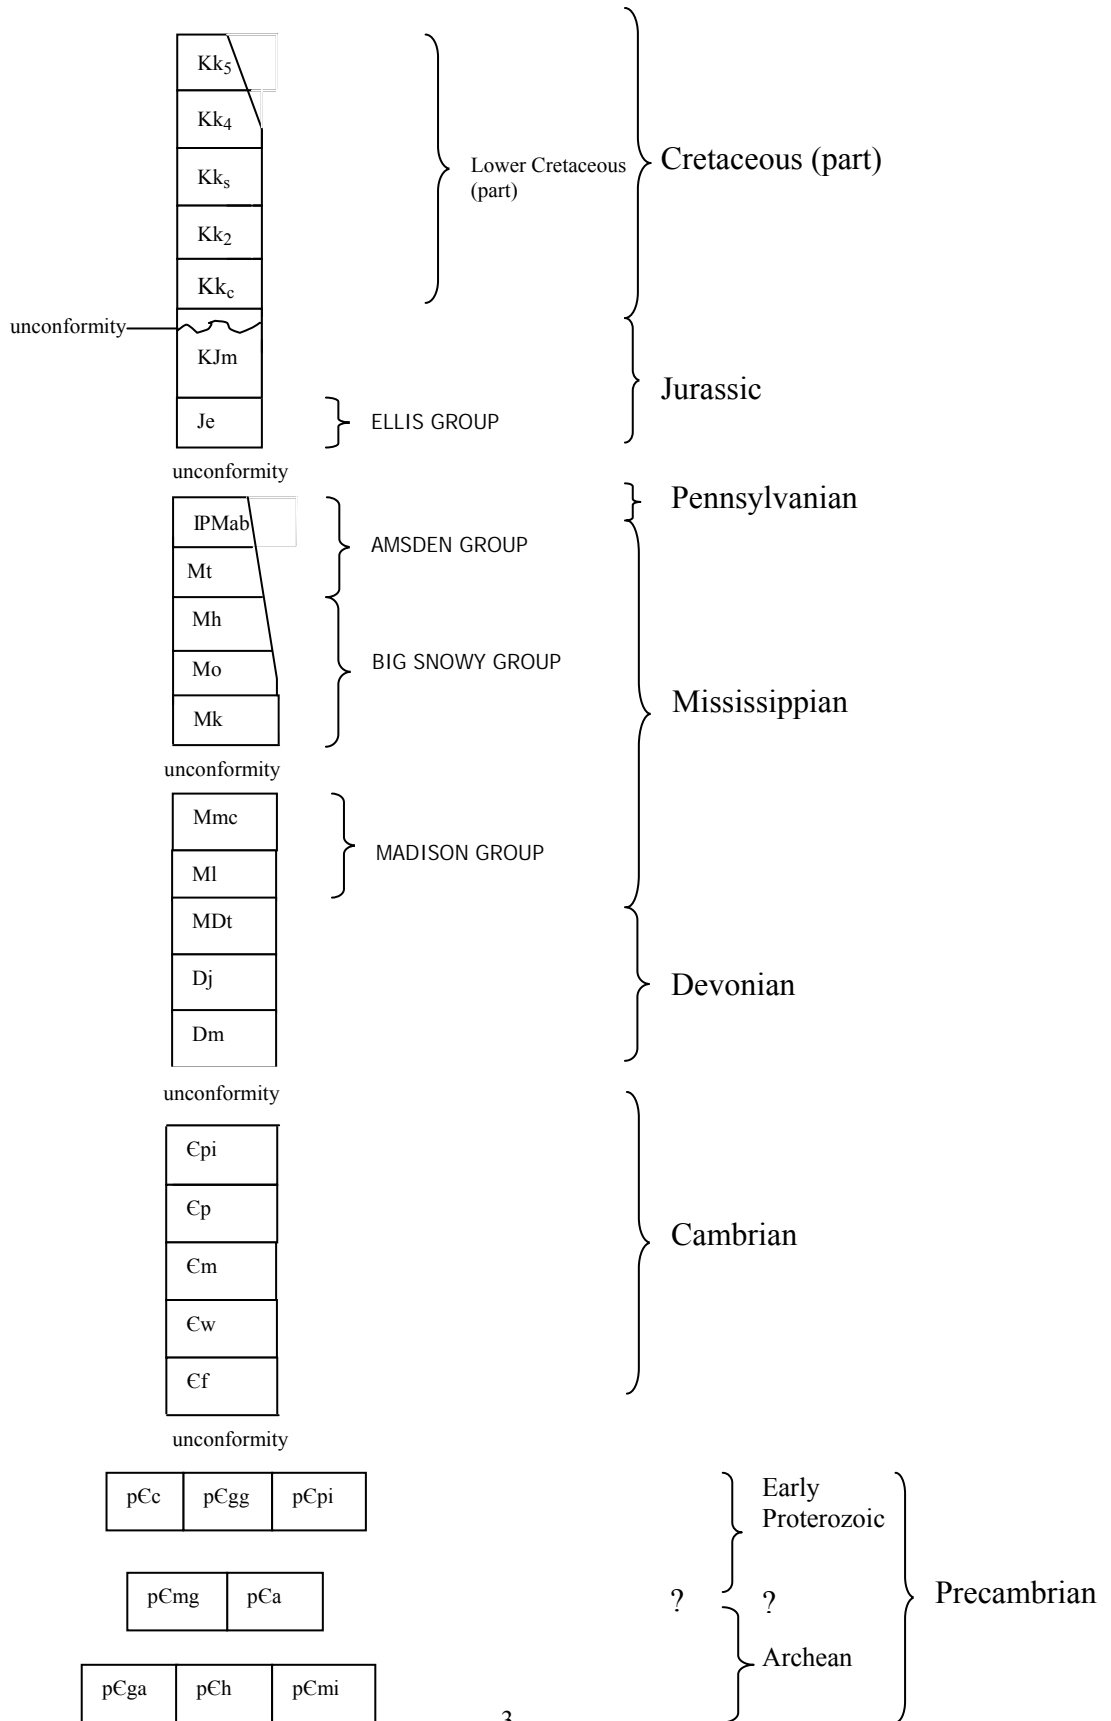 Kk5
Kk4
Kks
Kk2
Kkc
Lower Cretaceous
(part)
Cretaceous (part)
unconformity
KJm
Je
ELLIS GROUP
Jurassic
unconformity
IPMab
Mt
AMSDEN GROUP
Pennsylvanian
Mh
Mo
Mk
BIG SNOWY GROUP
Mississippian
unconformity
Mmc
Ml
MADISON GROUP
MDt
Dj
Dm
Devonian
unconformity
Єpi
Єp
Єm
Єw
Єf
Cambrian
unconformity
pЄc pЄgg pЄpi
Early
Proterozoic
pЄmg pЄa
? ?
Precambrian
Archean
pЄga pЄh pЄmi
3